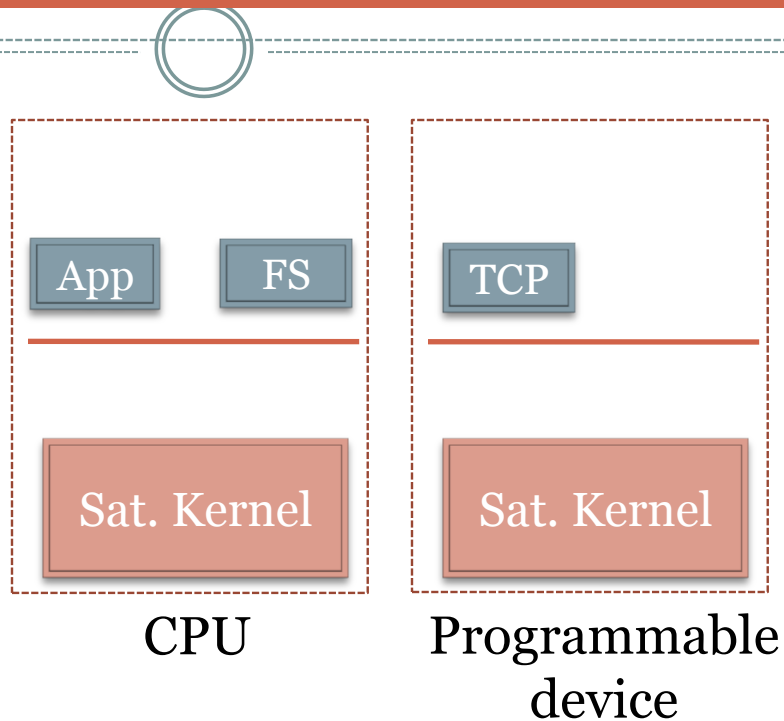 App
FS
TCP
Sat. Kernel
Sat. Kernel
CPU
Programmable
device